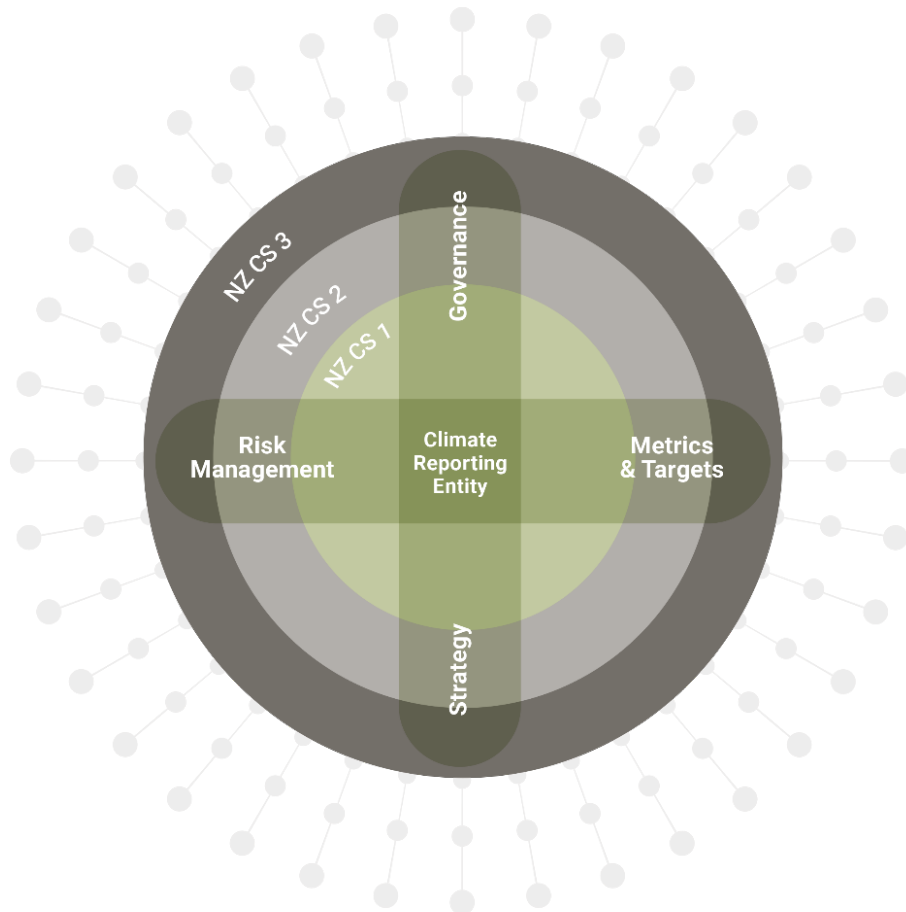 Governance
NZ CS 3
NZ CS 2
NZ CS 1
Risk
Management
Climate
Reporting
Entity
Metrics
& Targets
Strategy